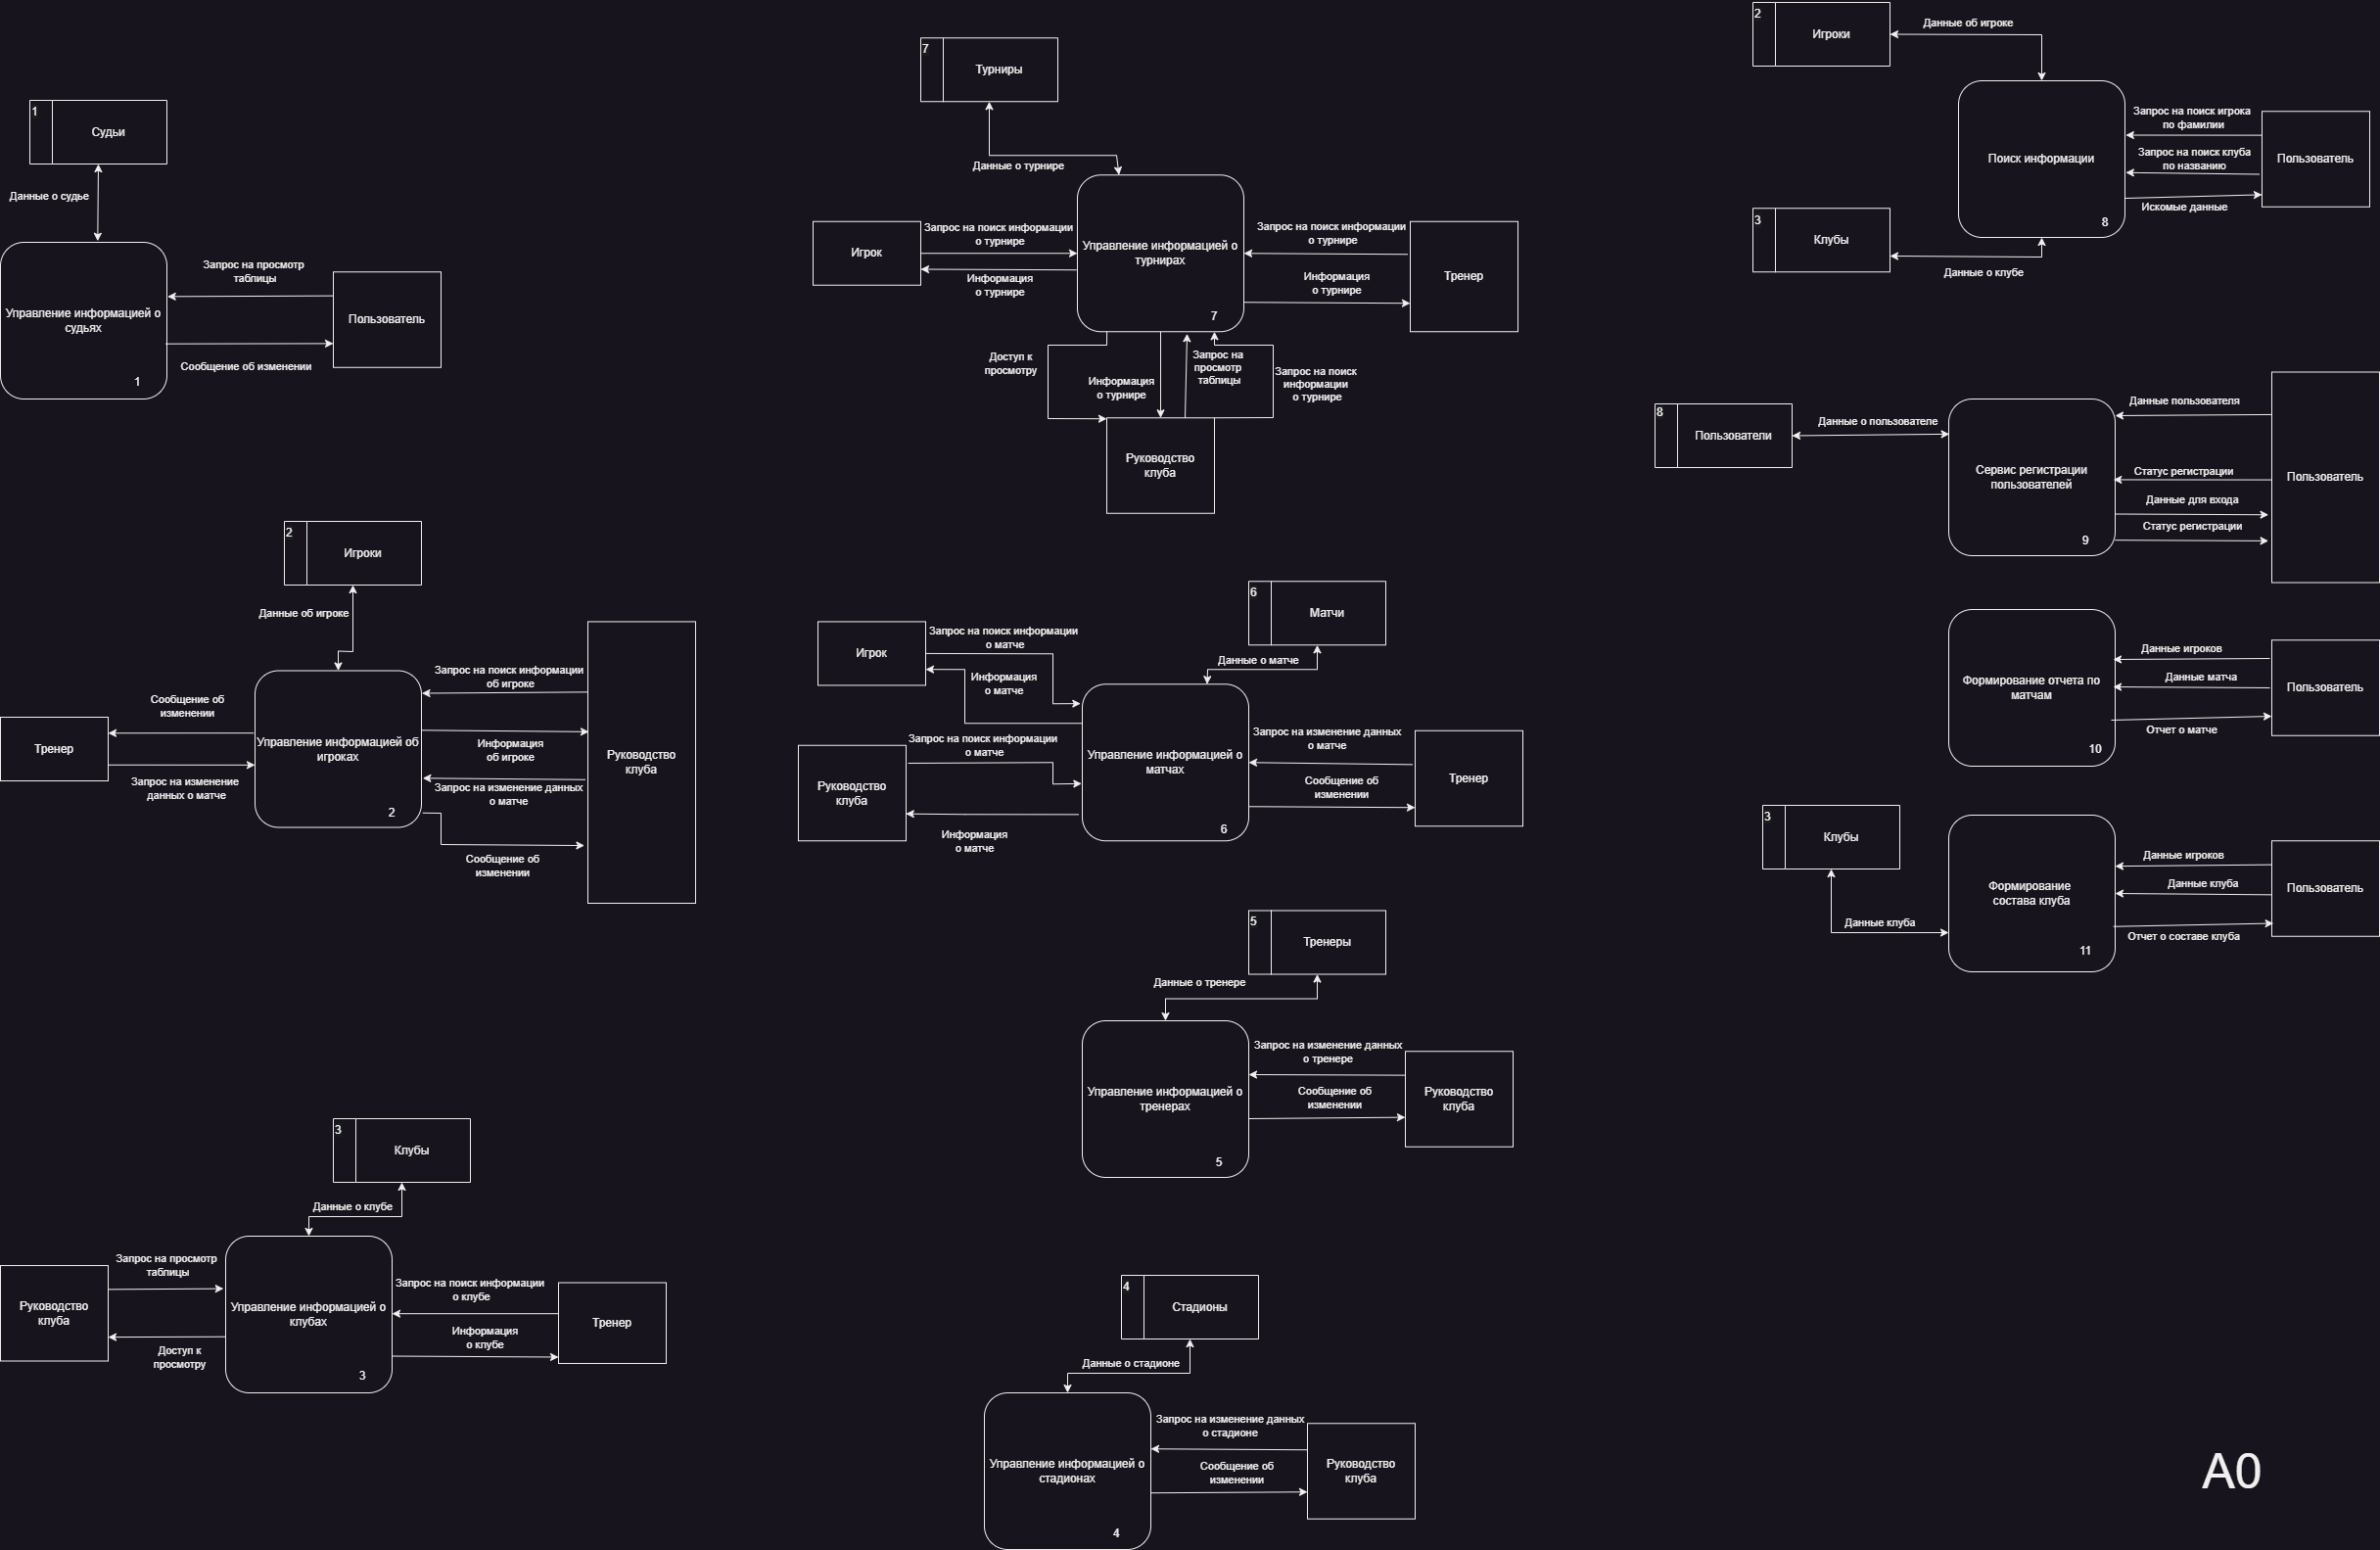 1
Судьи
Данные о судье
Управление информацией о
судьях
1
Запрос на просмотр
таблицы
Сообщение об изменении
Пользователь
2
Игроки
Данные об игроке
Сообщение об
изменении
Тренер
Запрос на изменение
данных о матче
Управление информацией об
игроках
2
Запрос на поиск информации
об игроке
Информация
об игроке
Запрос на изменение данных
о матче
Сообщение об
изменении
Руководство
клуба
3
Клубы
Данные о клубе
Запрос на просмотр
таблицы
Руководство
клуба
Доступ к
просмотру
Управление информацией о
клубах
3
Запрос на поиск информации
о клубе
Информация
о клубе
Тренер
7
Турниры
Данные о турнире
Игрок
Запрос на поиск информации
о турнире
Информация
о турнире
Управление информацией о
турнирах
7
Запрос на поиск информации
о турнире
Информация
о турнире
Тренер
Доступ к
просмотру
Информация
о турнире
Запрос на
просмотр
таблицы
Запрос на поиск
информации
о турнире
Руководство
клуба
6
Матчи
Данные о матче
Игрок
Запрос на поиск информации
о матче
Информация
о матче
Запрос на поиск информации
о матче
Руководство
клуба
Информация
о матче
Управление информацией о
матчах
6
Запрос на изменение данных
о матче
Сообщение об
изменении
Тренер
5
Тренеры
Данные о тренере
Управление информацией о
тренерах
5
Запрос на изменение данных
о тренере
Сообщение об
изменении
Руководство
клуба
4
Стадионы
Данные о стадионе
Управление информацией о
стадионах
4
Запрос на изменение данных
о стадионе
Сообщение об
изменении
Руководство
клуба
2
Игроки
Данные об игроке
Поиск информации
8
Запрос на поиск игрока
по фамилии
Запрос на поиск клуба
по названию
Искомые данные
Пользователь
3
Клубы
Данные о клубе
8
Пользователи
Данные о пользователе
Сервис регистрации
пользователей
9
Данные пользователя
Статус регистрации
Данные для входа
Статус регистрации
Пользователь
Формирование отчета по
матчам
10
Данные игроков
Данные матча
Отчет о матче
Пользователь
3
Клубы
Данные клуба
Формирование
состава клуба
11
Данные игроков
Данные клуба
Отчет о составе клуба
Пользователь
A0